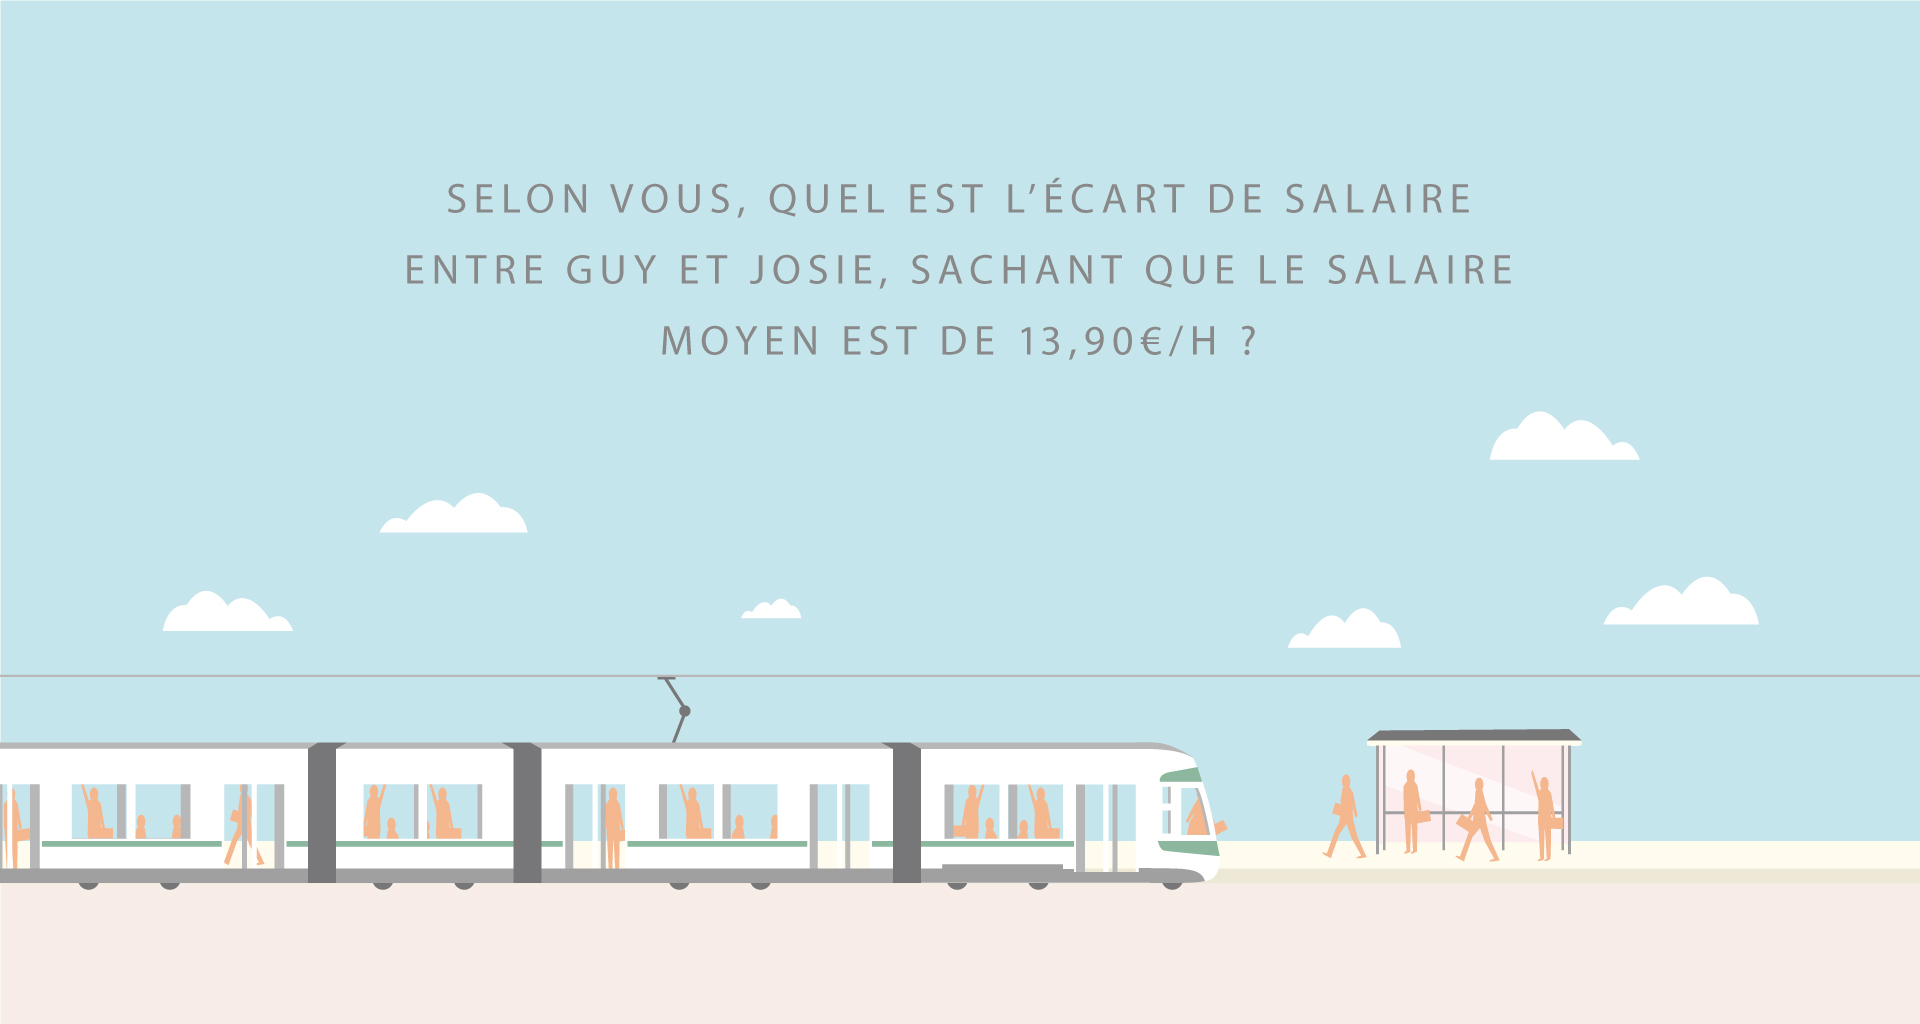 SELON VOUS, QUEL EST L’ÉCART DE SALAIRE
ENTRE GUY ET JOSIE, SACHANT QUE LE SALAIRE
MOYEN EST DE 13,90€/H ?